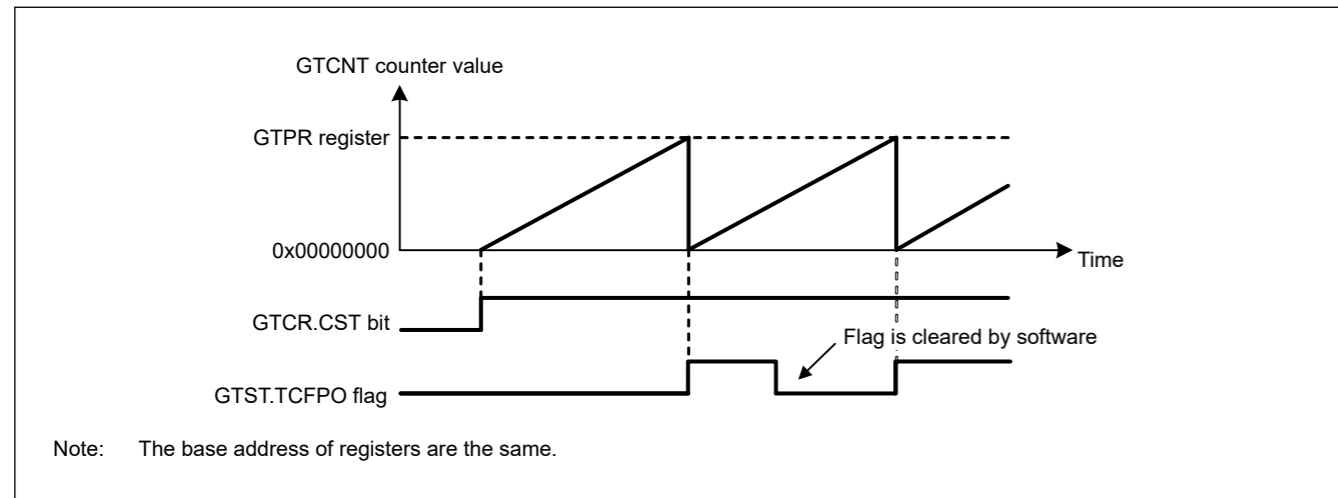 GTCNT counter value
GTPR register
0x00000000
Time
GTCR.CST bit
Flag is cleared by software
GTST.TCFPO flag
Note: The base address of registers are the same.